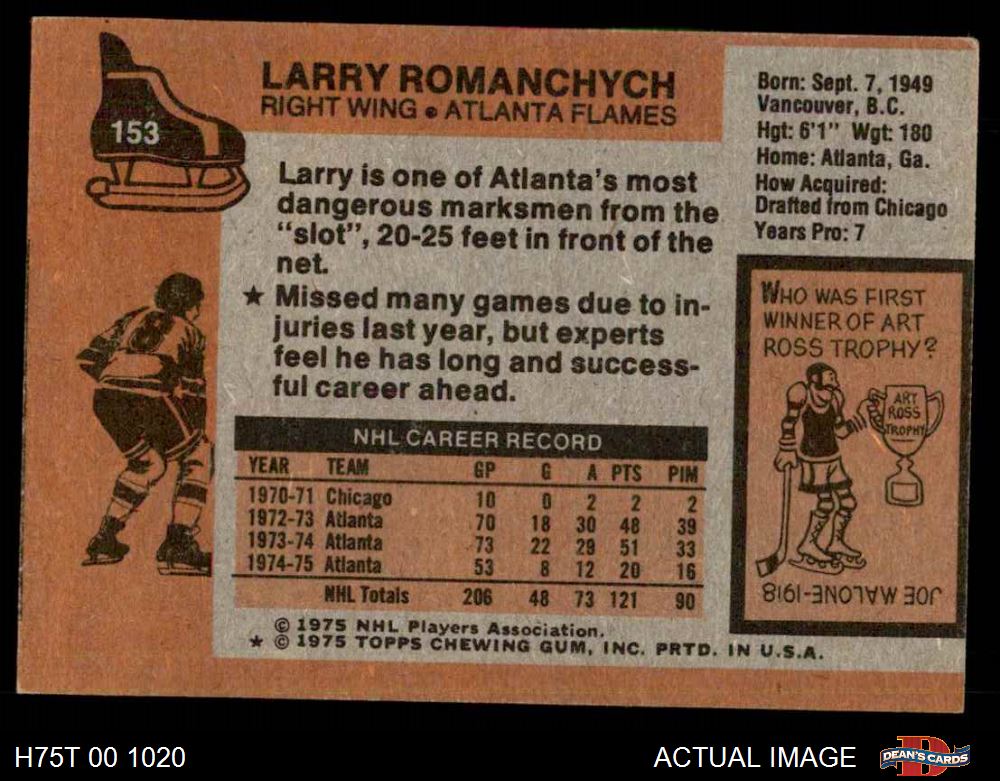 153
LARRY ROMANCHYCH
RIGHT WING • ATLANTA FLAMES
Larry is one of Atlanta's most
dangerous marksmen from the
"slot", 20-25 feet in front of the
net.
★ Missed many games due to in-
juries last year, but experts
feel he has long and success-
ful career ahead.
NHL CAREER RECORD
YEAR TEAM GP G A PTS PIM
1970-71 Chicago 10 0 2 2 2
1972-73 Atlanta 70 18 30 48 39
1973-74 Atlanta 73 22 29 51 33
1974-75 Atlanta 53 8 12 20 16
NHL Totals 206 48 73 121 90
© 1975 NHL Players Association.
★ © 1975 TOPPS CHEWING GUM, INC. PRTD. IN U.S.A.
Born: Sept. 7, 1949
Vancouver, B.C.
Hgt: 6'1" Wgt: 180
Home: Atlanta, Ga.
How Acquired:
Drafted from Chicago
Years Pro: 7
WHO WAS FIRST
WINNER OF ART
ROSS TROPHY?
ART
ROSS
TROPHY
JOE MALONE-1918
H75T 00 1020
ACTUAL IMAGE
D
DEAN'S CARDS